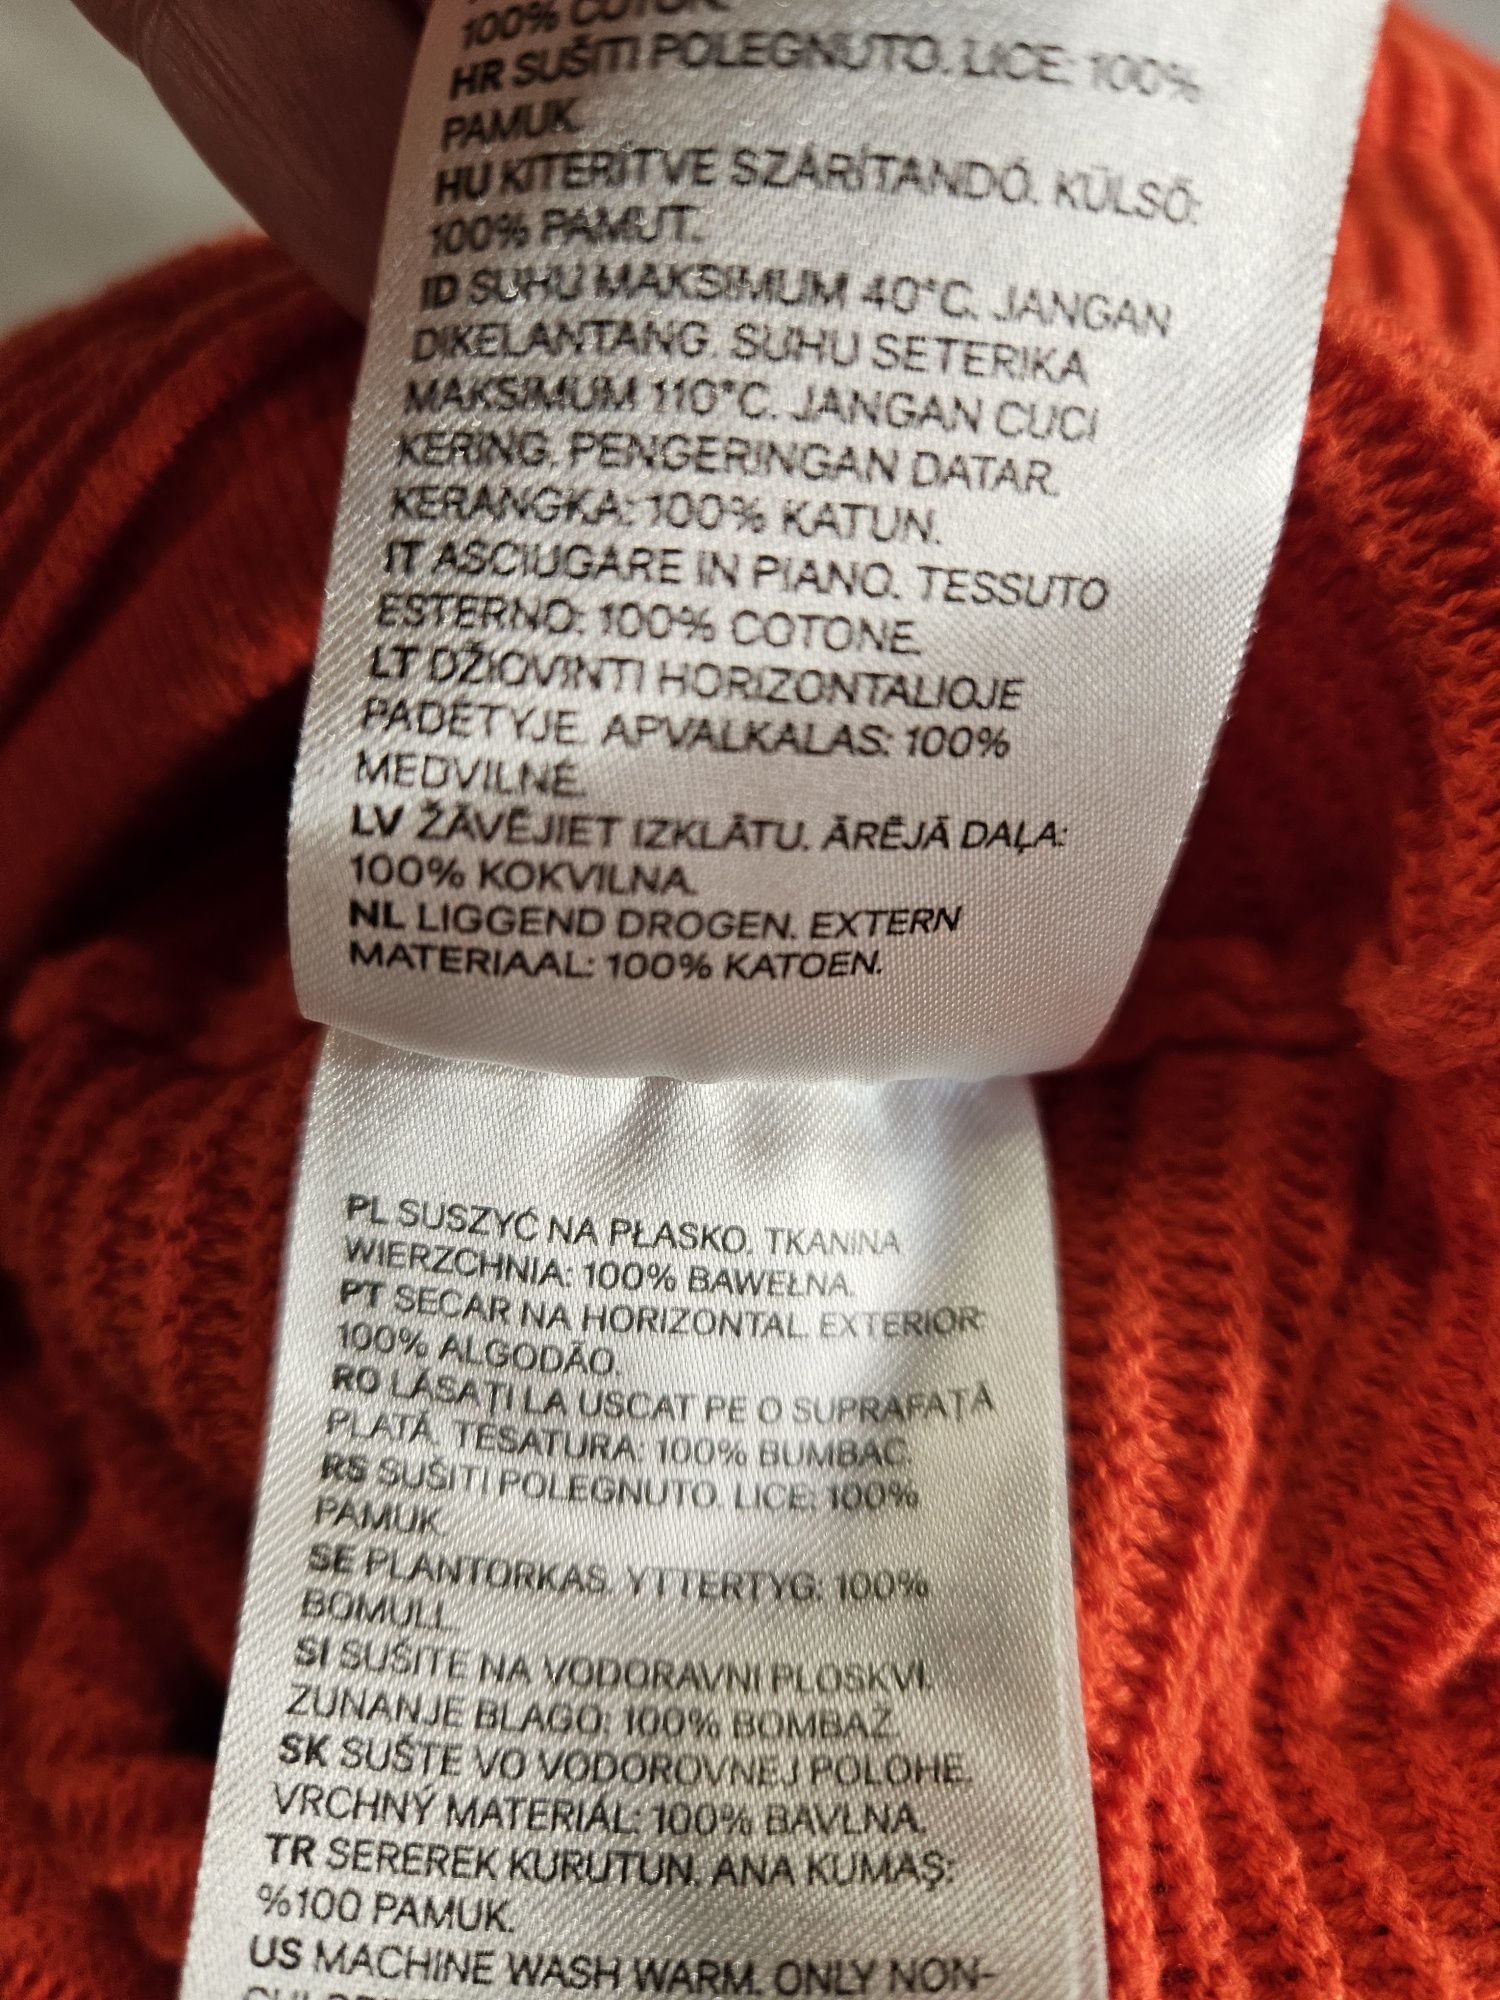 100% COTON.
HR SUŠITI POLEGNUTO. LICE: 100%
PAMUK.
HU KITERÍTVE SZÁRÍTANDÓ. KÜLSŐ:
100% PAMUT.
ID SUHU MAKSIMUM 40°C. JANGAN
DIKELANTANG. SUHU SETERIKA
MAKSIMUM 110°C. JANGAN CUCI
KERING. PENGERINGAN DATAR.
KERANGKA: 100% KATUN.
IT ASCIUGARE IN PIANO. TESSUTO
ESTERNO: 100% COTONE.
LT DŽIOVINTI HORIZONTALIOJE
PADĖTYJE. APVALKALAS: 100%
MEDVILNĖ.
LV ŽĀVĒJIET IZKLĀTU. ĀRĒJĀ DAĻA:
100% KOKVILNA.
NL LIGGEND DROGEN. EXTERN
MATERIAAL: 100% KATOEN.
PL SUSZYĆ NA PŁASKO. TKANINA
WIERZCHNIA: 100% BAWEŁNA.
PT SECAR NA HORIZONTAL. EXTERIOR:
100% ALGODÃO.
RO LĂSAȚI LA USCAT PE O SUPRAFAȚĂ
PLATĂ. TESATURA: 100% BUMBAC.
RS SUŠITI POLEGNUTO. LICE: 100%
PAMUK.
SE PLANTORKAS. YTTERTYG: 100%
BOMULL.
SI SUŠITE NA VODORAVNI PLOSKVI.
ZUNANJE BLAGO: 100% BOMBAŽ.
SK SUŠTE VO VODOROVNEJ POLOHE.
VRCHNÝ MATERIÁL: 100% BAVLNA.
TR SEREREK KURUTUN. ANA KUMAŞ:
%100 PAMUK.
US MACHINE WASH WARM. ONLY NON-